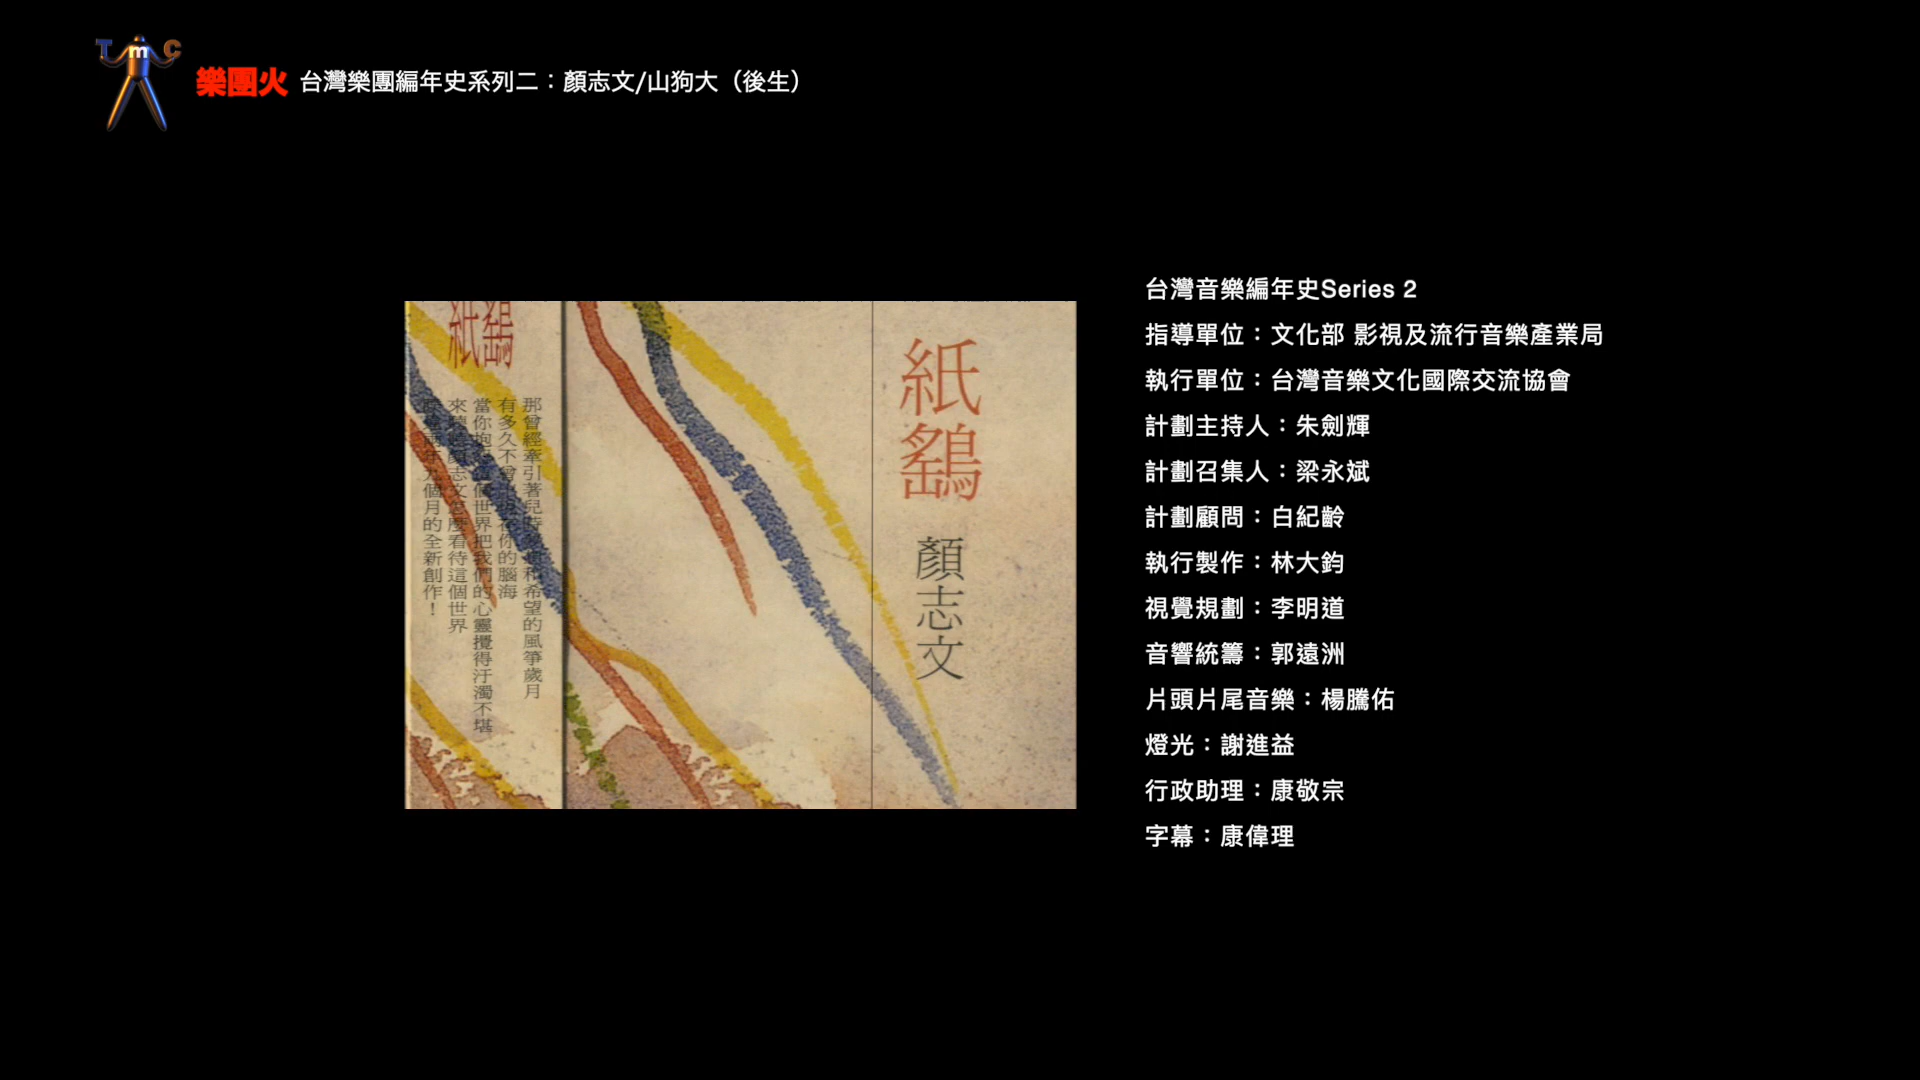 TmC
樂團火 台灣樂團編年史系列二：顏志文/山狗大（後生）
紙鷂
那曾經牽引著兒時
希望的風箏歲月
有多久不曾
你的腦海
當你
世界把我們的心靈攪得汙濁不堪
來
顏志文怎麼看待這個世界
年九個月的全新創作！
紙鷂
顏志文
台灣音樂編年史Series 2
指導單位：文化部 影視及流行音樂產業局
執行單位：台灣音樂文化國際交流協會
計劃主持人：朱劍輝
計劃召集人：梁永斌
計劃顧問：白紀齡
執行製作：林大鈞
視覺規劃：李明道
音響統籌：郭遠洲
片頭片尾音樂：楊騰佑
燈光：謝進益
行政助理：康敬宗
字幕：康偉理